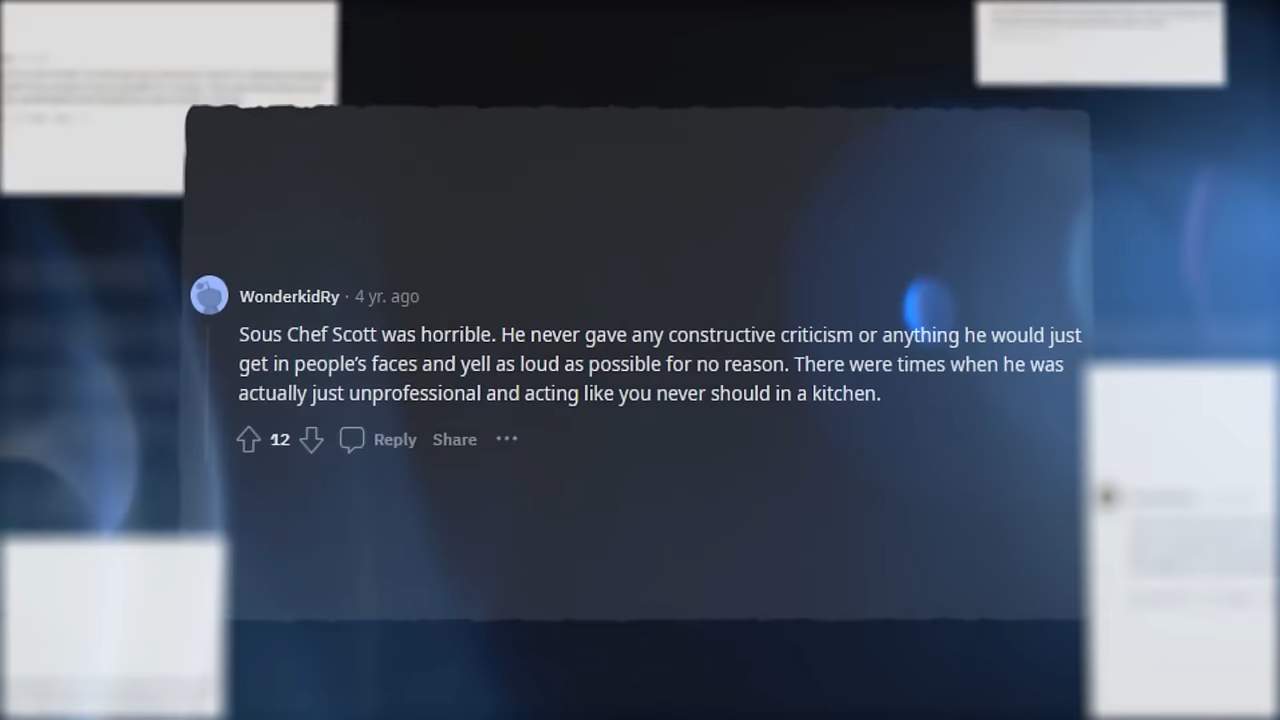 WonderkidRy · 4 yr. ago
Sous Chef Scott was horrible. He never gave any constructive criticism or anything he would just
get in people’s faces and yell as loud as possible for no reason. There were times when he was
actually just unprofessional and acting like you never should in a kitchen.
12 Reply Share ···